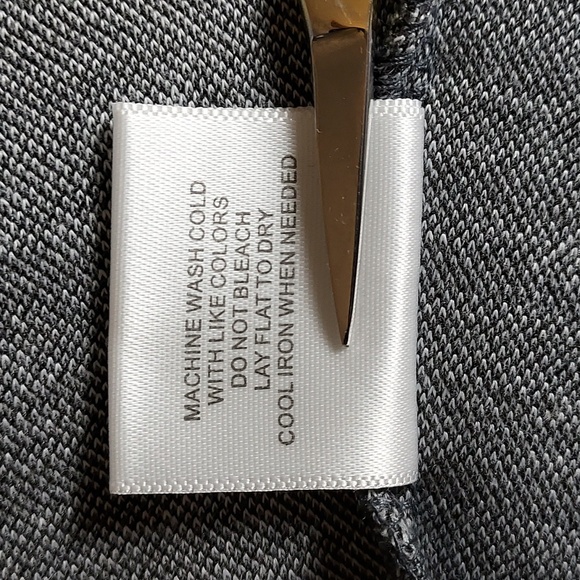 MACHINE WASH COLD
WITH LIKE COLORS
DO NOT BLEACH
LAY FLAT TO DRY
COOL IRON WHEN NEEDED